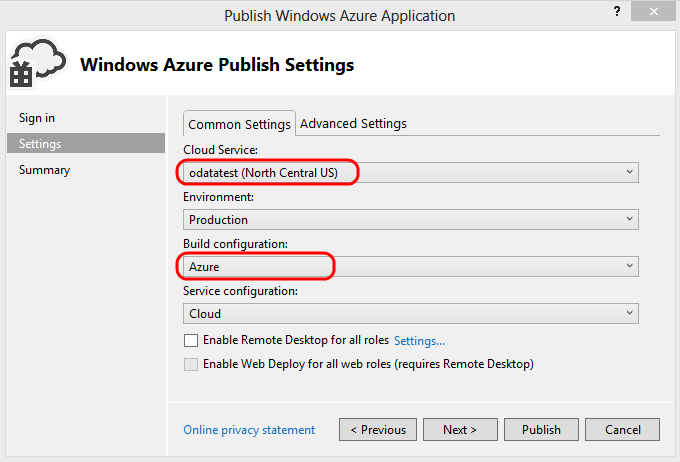 Publish Windows Azure Application
?
Windows Azure Publish Settings
Sign in
Settings
Summary
Common Settings
Advanced Settings
Cloud Service:
odatatest (North Central US)
Environment:
Production
Build configuration:
Azure
Service configuration:
Cloud
Enable Remote Desktop for all roles Settings...
Enable Web Deploy for all web roles (requires Remote Desktop)
Online privacy statement
< Previous
Next >
Publish
Cancel